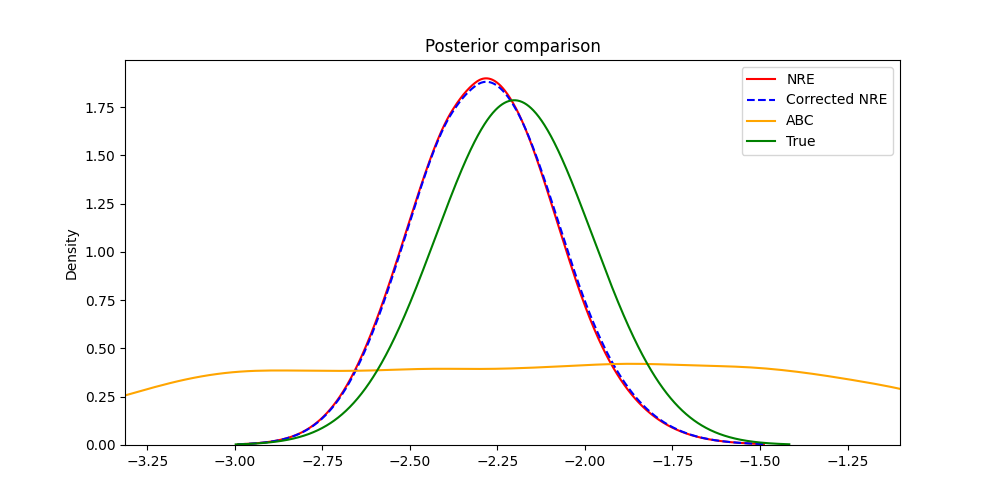 Posterior comparison
NRE
Corrected NRE
ABC
True
Density
1.75
1.50
1.25
1.00
0.75
0.50
0.25
0.00
−3.25 −3.00 −2.75 −2.50 −2.25 −2.00 −1.75 −1.50 −1.25